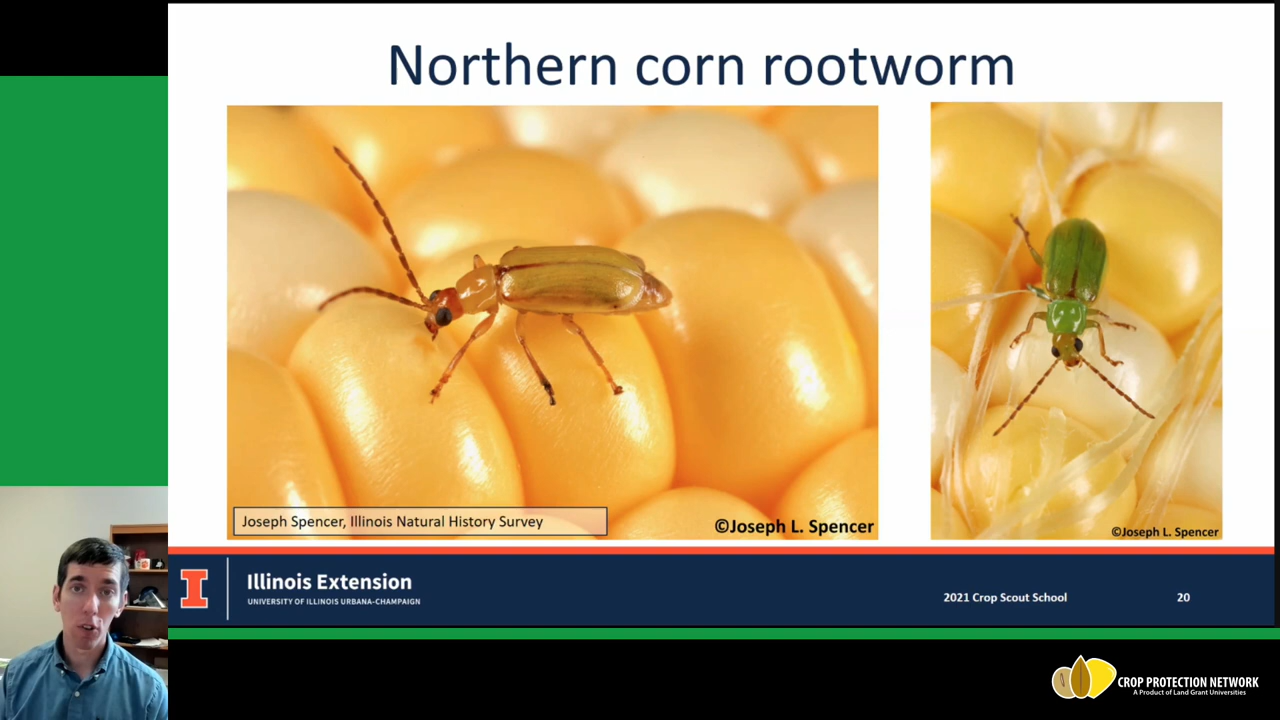 Northern corn rootworm
Joseph Spencer, Illinois Natural History Survey
©Joseph L. Spencer
©Joseph L. Spencer
I
Illinois Extension
UNIVERSITY OF ILLINOIS URBANA-CHAMPAIGN
2021 Crop Scout School
20
CROP PROTECTION NETWORK
A Product of Land Grant Universities